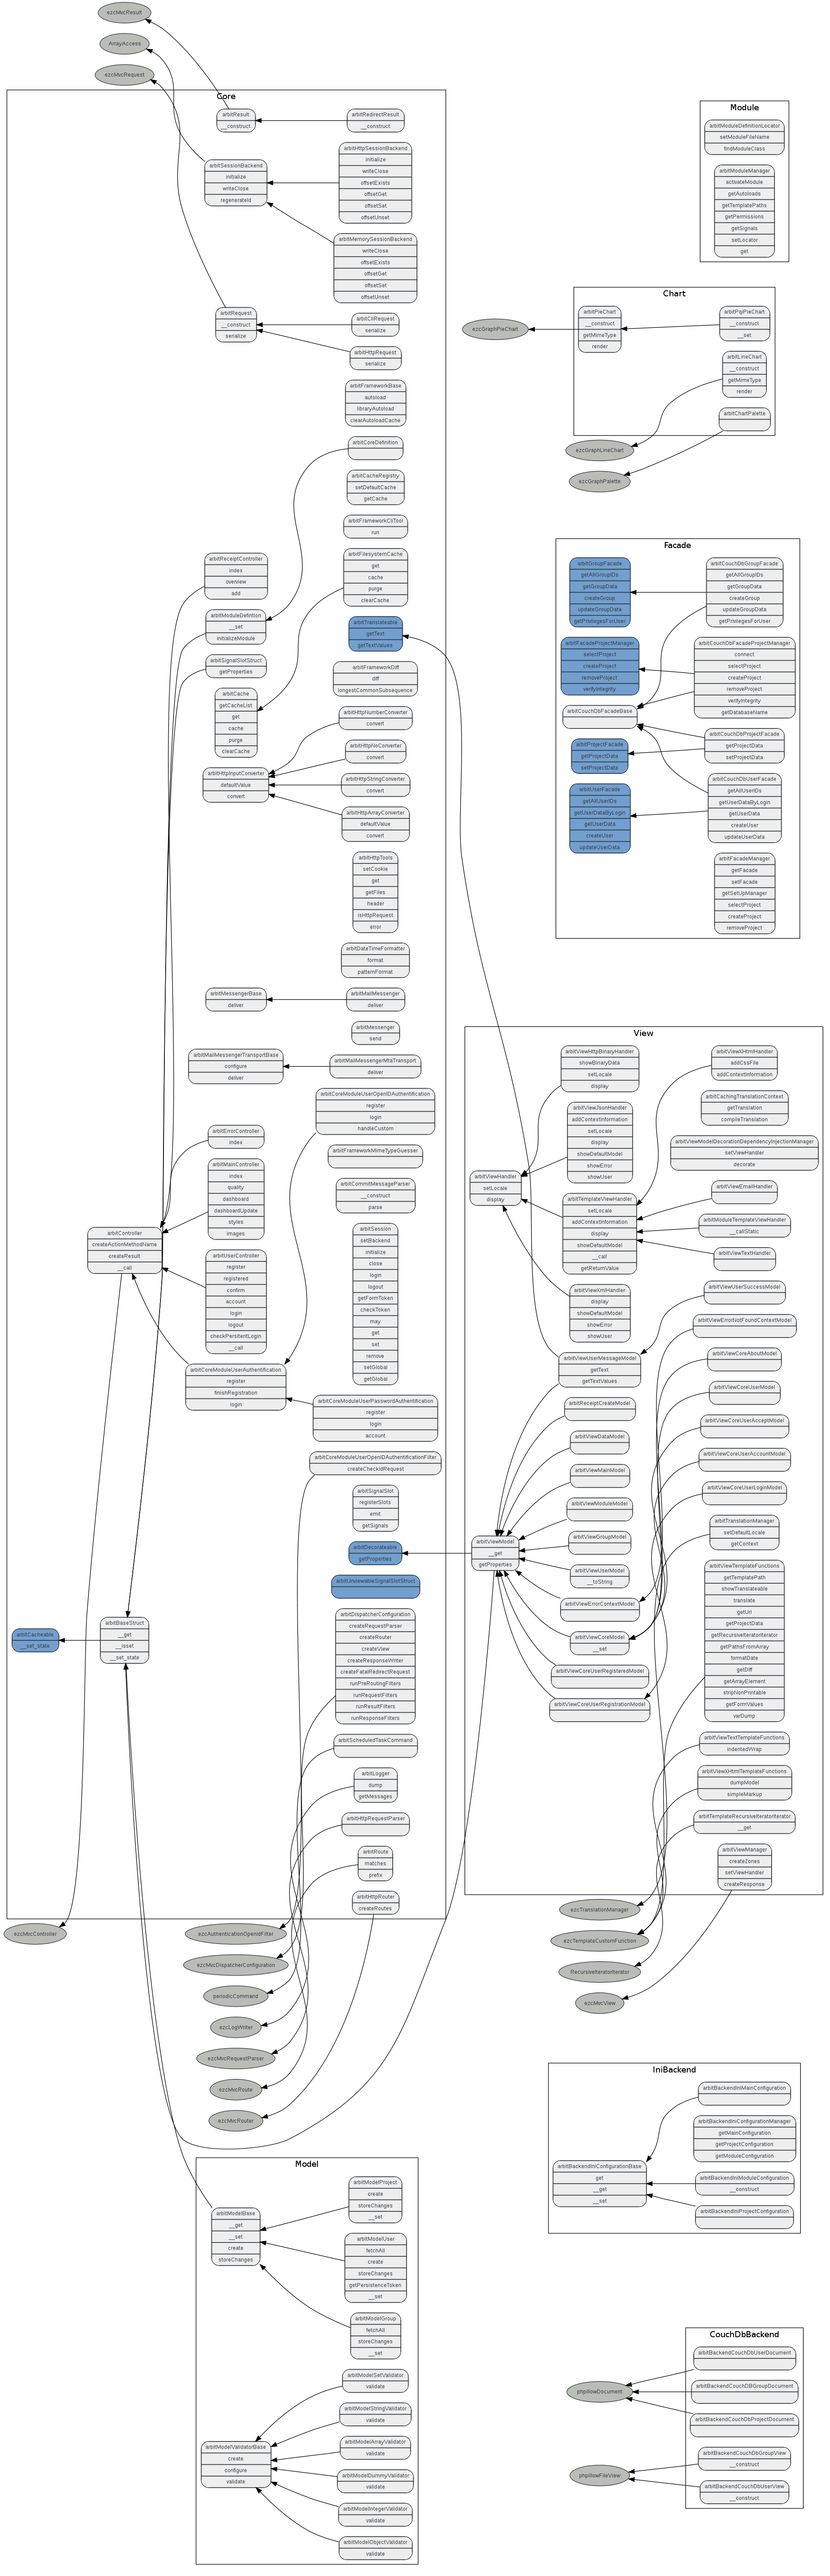 ezcMvcResult
ArrayAccess
ezcMvcRequest
Core
arbitResult
__construct
arbitRedirectResult
__construct
arbitSessionBackend
initialize
writeClose
regenerateId
arbitHttpSessionBackend
initialize
writeClose
offsetExists
offsetGet
offsetSet
offsetUnset
arbitMemorySessionBackend
writeClose
offsetExists
offsetGet
offsetSet
offsetUnset
arbitRequest
__construct
serialize
arbitCliRequest
serialize
arbitHttpRequest
serialize
arbitFrameworkBase
autoload
libraryAutoload
clearAutoloadCache
arbitCoreDefinition
arbitCacheRegistry
setDefaultCache
getCache
arbitFrameworkCliTool
run
arbitReceiptController
index
overview
add
arbitFilesystemCache
get
cache
purge
clearCache
arbitModuleDefintion
__set
initializeModule
arbitTranslateable
getText
getTextValues
arbitSignalSlotStruct
getProperties
arbitFrameworkDiff
diff
longestCommonSubsequence
arbitCache
getCacheList
get
cache
purge
clearCache
arbitHttpNumberConverter
convert
arbitHttpNoConverter
convert
arbitHttpInputConverter
defaultValue
convert
arbitHttpStringConverter
convert
arbitHttpArrayConverter
defaultValue
convert
arbitHttpTools
setCookie
get
getFiles
header
isHttpRequest
error
arbitDateTimeFormatter
format
patternFormat
arbitMessengerBase
deliver
arbitMailMessenger
deliver
arbitMessenger
send
arbitMailMessengerTransportBase
configure
deliver
arbitMailMessengerMtaTransport
deliver
arbitCoreModuleUserOpenIDAuthentification
register
login
handleCustom
arbitErrorController
index
arbitFrameworkMimeTypeGuesser
arbitMainController
index
quality
dashboard
dashboardUpdate
styles
images
arbitCommitMessageParser
__construct
parse
arbitController
createActionMethodName
createResult
__call
arbitUserController
register
registered
confirm
account
login
logout
checkPersitentLogin
__call
arbitSession
setBackend
initialize
close
login
logout
getFormToken
checkToken
may
get
set
remove
setGlobal
getGlobal
arbitCoreModuleUserAuthentification
register
finishRegistration
login
arbitCoreModuleUserPasswordAuthentification
register
login
account
arbitCoreModuleUserOpenIDAuthentificationFilter
createCheckidRequest
arbitSignalSlot
registerSlots
emit
getSignals
arbitDecorateable
getProperties
arbitUnviewableSignalSlotStruct
arbitCacheable
__set_state
arbitBaseStruct
__get
__isset
__set_state
arbitDispatcherConfiguration
createRequestParser
createRouter
createView
createResponseWriter
createFatalRedirectRequest
runPreRoutingFilters
runRequestFilters
runResultFilters
runResponseFilters
arbitScheduledTaskCommand
arbitLogger
dump
getMessages
arbitHttpRequestParser
arbitRoute
matches
prefix
arbitHttpRouter
createRoutes
ezcMvcController
ezcAuthenticationOpenidFilter
ezcMvcDispatcherConfiguration
periodicCommand
ezcLogWriter
ezcMvcRequestParser
ezcMvcRoute
ezcMvcRouter
Module
arbitModuleDefinitionLocator
setModuleFileName
findModuleClass
arbitModuleManager
activateModule
getAutoloads
getTemplatePaths
getPermissions
getSignals
setLocator
get
Chart
ezcGraphPieChart
arbitPieChart
__construct
getMimeType
render
arbitPqpPieChart
__construct
__set
arbitLineChart
__construct
getMimeType
render
arbitChartPalette
ezcGraphLineChart
ezcGraphPalette
Facade
arbitGroupFacade
getAllGroupIDs
getGroupData
createGroup
updateGroupData
getPrivilegesForUser
arbitCouchDbGroupFacade
getAllGroupIDs
getGroupData
createGroup
updateGroupData
getPrivilegesForUser
arbitFacadeProjectManager
selectProject
createProject
removeProject
verifyIntegrity
arbitCouchDbFacadeProjectManager
connect
selectProject
createProject
removeProject
verifyIntegrity
getDatabaseName
arbitCouchDbFacadeBase
arbitProjectFacade
getProjectData
setProjectData
arbitCouchDbProjectFacade
getProjectData
setProjectData
arbitUserFacade
getAllUserIDs
getUserDataByLogin
getUserData
createUser
updateUserData
arbitCouchDbUserFacade
getAllUserIDs
getUserDataByLogin
getUserData
createUser
updateUserData
arbitFacadeManager
getFacade
setFacade
getSetUpManager
selectProject
createProject
removeProject
View
arbitViewHttpBinaryHandler
showBinaryData
setLocale
display
arbitViewXHtmlHandler
addCssFile
addContextInformation
arbitViewJsonHandler
addContextInformation
setLocale
display
showDefaultModel
showError
showUser
arbitCachingTranslationContext
getTranslation
compileTranslation
arbitViewModelDecorationDependencyInjectionManager
setViewHandler
decorate
arbitViewHandler
setLocale
display
arbitTemplateViewHandler
setLocale
addContextInformation
display
showDefaultModel
__call
getReturnValue
arbitViewEmailHandler
arbitModuleTemplateViewHandler
__callStatic
arbitViewTextHandler
arbitViewXmlHandler
display
showDefaultModel
showError
showUser
arbitViewUserSuccessModel
arbitViewErrorNotFoundContextModel
arbitViewUserMessageModel
getText
getTextValues
arbitViewCoreAboutModel
arbitViewCoreUserModel
arbitReceiptCreateModel
arbitViewCoreUserAcceptModel
arbitViewDataModel
arbitViewCoreUserAccountModel
arbitViewMainModel
arbitViewCoreUserLoginModel
arbitViewModuleModel
arbitTranslationManager
setDefaultLocale
getContext
arbitViewModel
__get
getProperties
arbitViewGroupModel
arbitViewUserModel
__toString
arbitViewErrorContextModel
arbitViewCoreModel
__set
arbitViewCoreUserRegisteredModel
arbitViewCoreUserRegistrationModel
arbitViewTemplateFunctions
getTemplatePath
showTranslateable
translate
getUrl
getProjectData
getRecursiveIteratorIterator
getPathsFromArray
formatDate
getDiff
getArrayElement
stripNonPrintable
getFormValues
varDump
arbitViewTextTemplateFunctions
indentedWrap
arbitViewXHtmlTemplateFunctions
dumpModel
simpleMarkup
arbitTemplateRecursiveIteratorIterator
__get
arbitViewManager
createZones
setViewHandler
createResponse
ezcTranslationManager
ezcTemplateCustomFunction
RecursiveIteratorIterator
ezcMvcView
IniBackend
arbitBackendIniMainConfiguration
arbitBackendIniConfigurationManager
getMainConfiguration
getProjectConfiguration
getModuleConfiguration
arbitBackendIniConfigurationBase
get
__get
__set
arbitBackendIniModuleConfiguration
__construct
arbitBackendIniProjectConfiguration
Model
arbitModelProject
create
storeChanges
__set
arbitModelBase
__get
__set
create
storeChanges
arbitModelUser
fetchAll
create
storeChanges
getPersistenceToken
__set
arbitModelGroup
fetchAll
storeChanges
__set
arbitModelSetValidator
validate
arbitModelStringValidator
validate
arbitModelValidatorBase
create
configure
validate
arbitModelArrayValidator
validate
arbitModelDummyValidator
validate
arbitModelIntegerValidator
validate
arbitModelObjectValidator
validate
CouchDbBackend
arbitBackendCouchDbUserDocument
phpillowDocument
arbitBackendCouchDBGroupDocument
arbitBackendCouchDbProjectDocument
arbitBackendCouchDbGroupView
__construct
phpillowFileView
arbitBackendCouchDbUserView
__construct